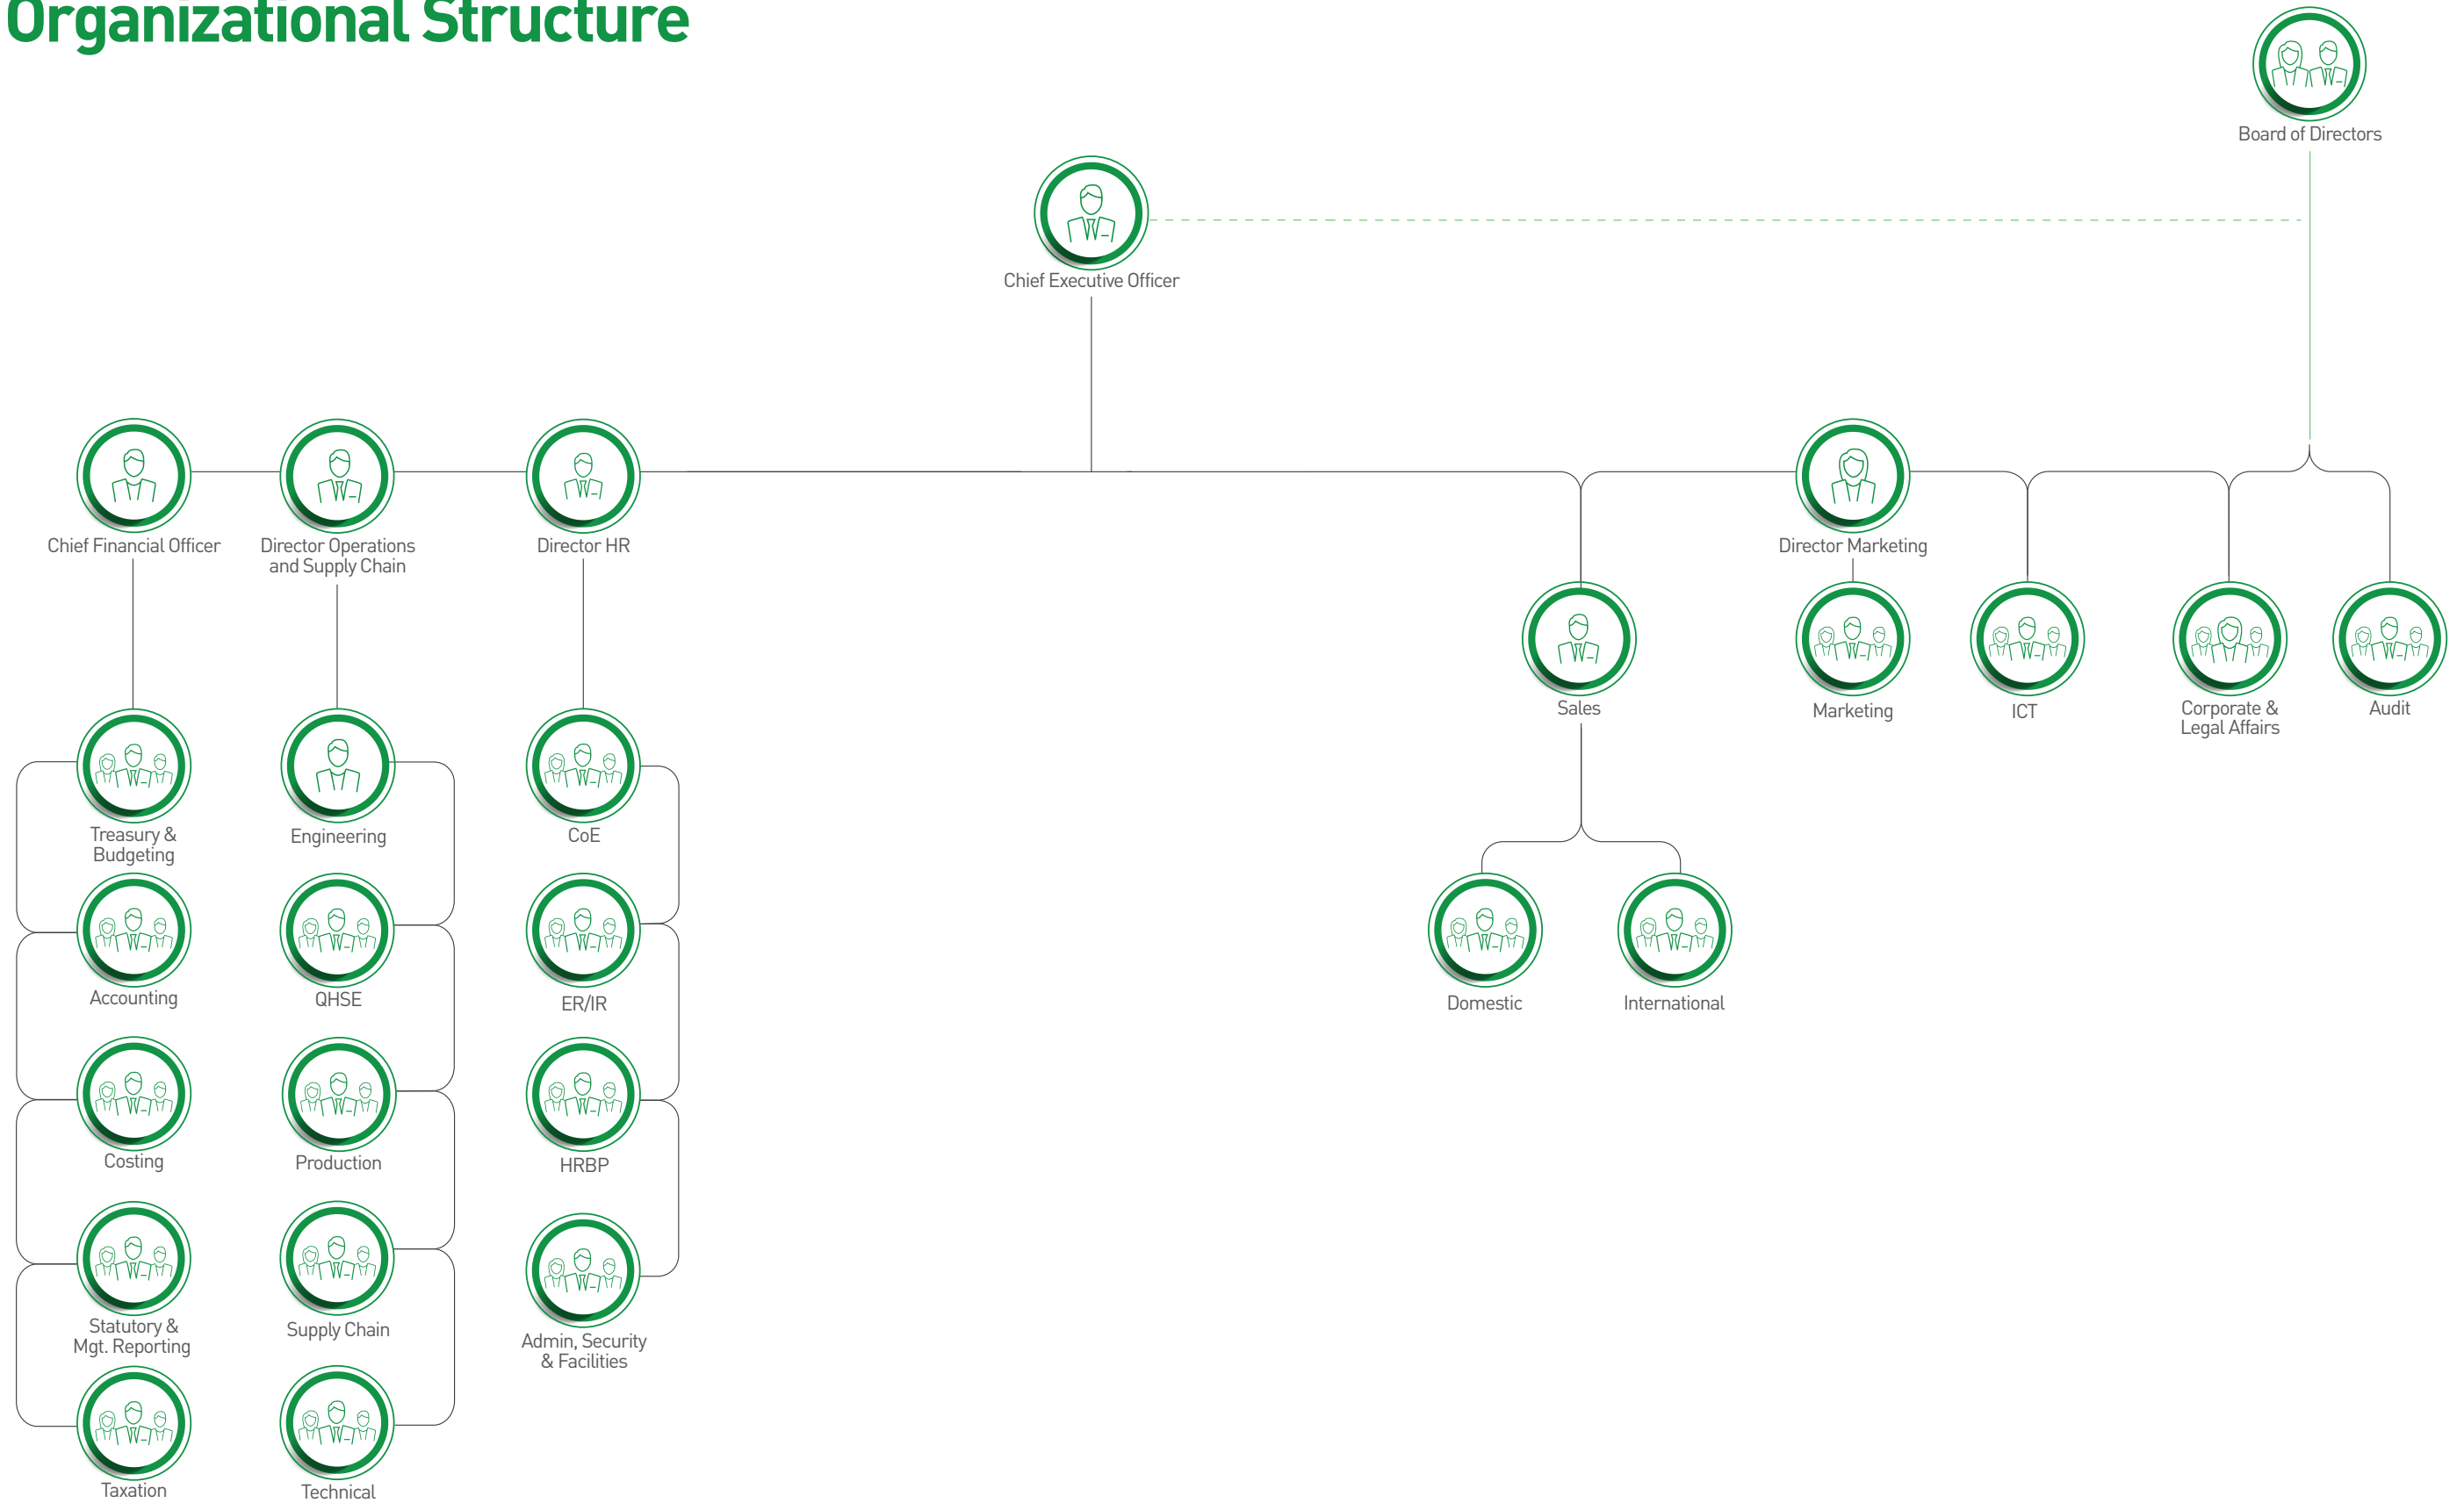 Organizational Structure
Board of Directors
Chief Executive Officer
Chief Financial Officer
Director Operations
and Supply Chain
Director HR
Director Marketing
Sales
Marketing
ICT
Corporate &
Legal Affairs
Audit
Treasury &
Budgeting
Engineering
CoE
Accounting
QHSE
ER/IR
Domestic
International
Costing
Production
HRBP
Statutory &
Mgt. Reporting
Supply Chain
Admin, Security
& Facilities
Taxation
Technical